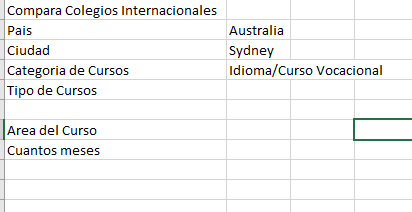 Compara Colegios Internacionales
Pais Australia
Ciudad Sydney
Categoria de Cursos Idioma/Curso Vocacional
Tipo de Cursos
Area del Curso
Cuantos meses